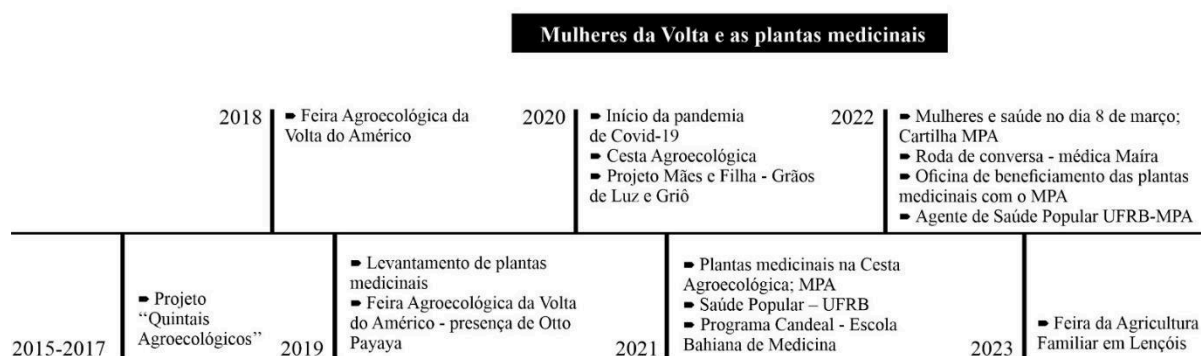 Mulheres da Volta e as plantas medicinais
2015-2017
➨ Projeto
“Quintais
Agroecológicos”
2018
➨ Feira Agroecológica da
Volta do Américo
2019
➨ Levantamento de plantas
medicinais
➨ Feira Agroecológica da Volta
do Américo - presença de Otto
Payaya
2020
➨ Início da pandemia
de Covid-19
➨ Cesta Agroecológica
➨ Projeto Mães e Filha - Grãos
de Luz e Griô
2021
➨ Plantas medicinais na Cesta
Agroecológica; MPA
➨ Saúde Popular – UFRB
➨ Programa Candeal - Escola
Bahiana de Medicina
2022
➨ Mulheres e saúde no dia 8 de março;
Cartilha MPA
➨ Roda de conversa - médica Maíra
➨ Oficina de beneficiamento das plantas
medicinais com o MPA
➨ Agente de Saúde Popular UFRB-MPA
2023
➨ Feira da Agricultura
Familiar em Lençóis